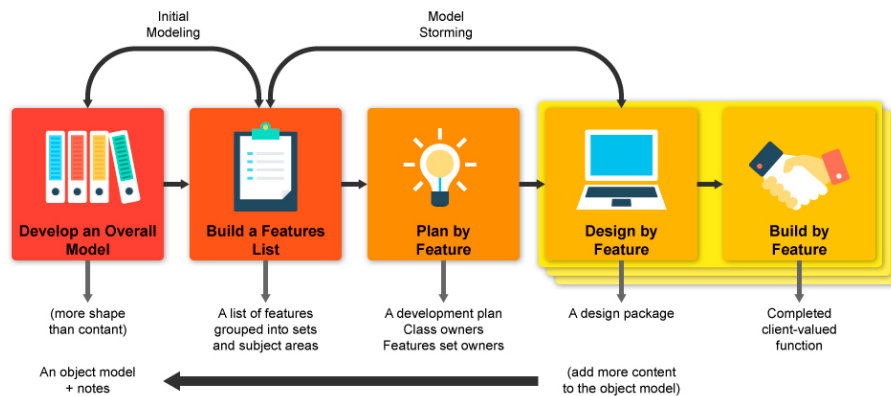 Initial
Modeling
Model
Storming
Develop an Overall
Model
Build a Features
List
Plan by
Feature
Design by
Feature
Build by
Feature
(more shape
than contant)
A list of features
grouped into sets
and subject areas
A development plan
Class owners
Features set owners
A design package
Completed
client-valued
function
An object model
+ notes
(add more content
to the object model)